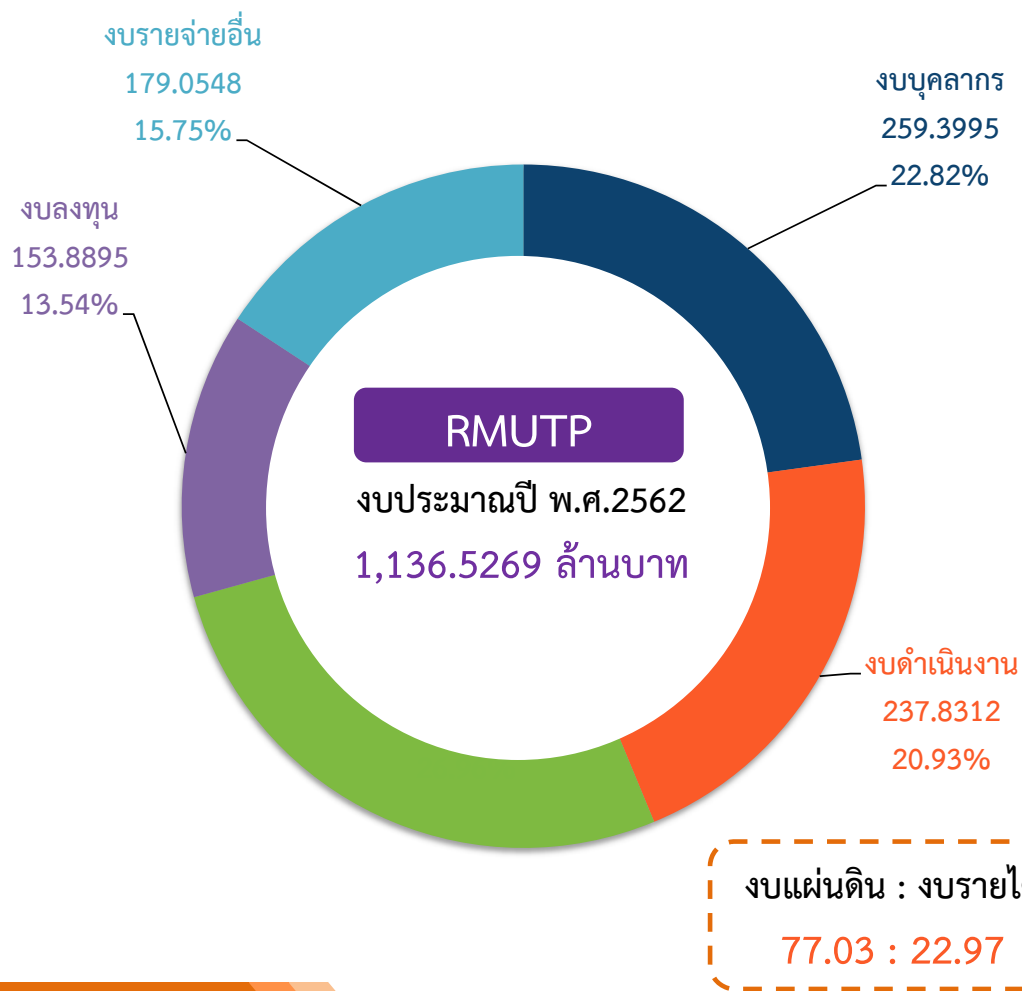 งบรายจ่ายอื่น
179.0548
15.75%
งบบุคลากร
259.3995
22.82%
งบลงทุน
153.8895
13.54%
RMUTP
งบประมาณปี พ.ศ.2562
1,136.5269 ล้านบาท
งบดำเนินงาน
237.8312
20.93%
งบแผ่นดิน : งบรายไ
77.03 : 22.97